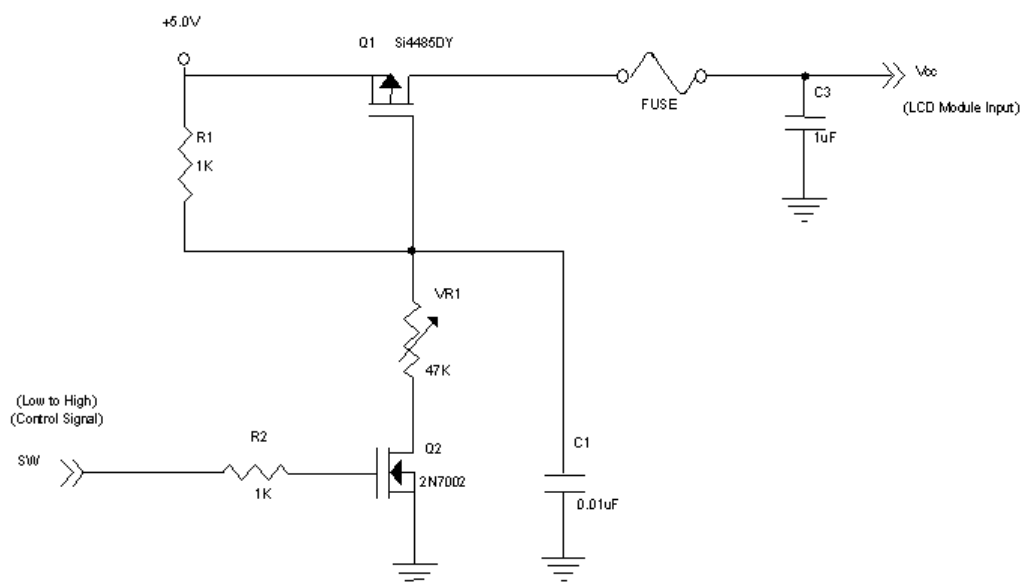 +5.0V
Q1 Si4485DY
Vcc
FUSE
C3
(LCD Module Input)
R1
1uF
1K
VR1
47K
(Low to High)
(Control Signal)
R2
Q2
C1
SW
2N7002
1K
0.01uF